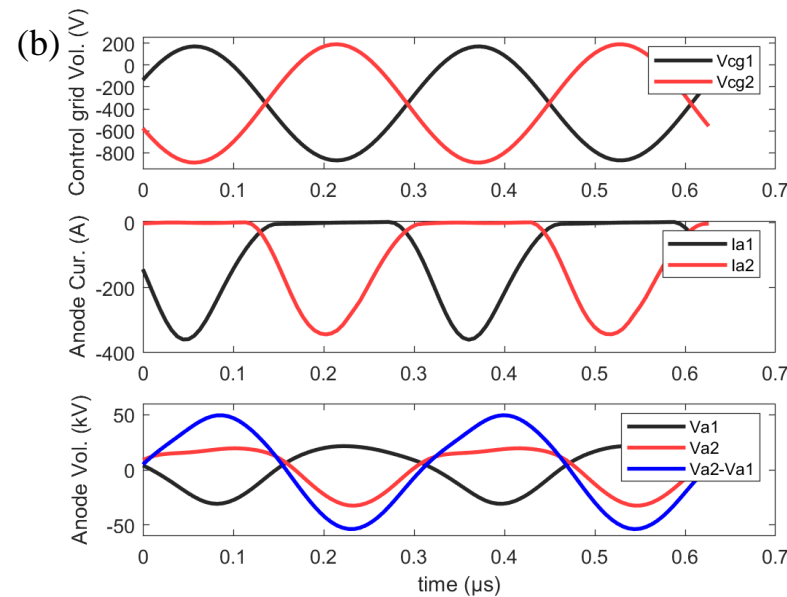 (b)
Control grid Vol. (V)
200
0
-200
-400
-600
-800
Vcg1
Vcg2
0 0.1 0.2 0.3 0.4 0.5 0.6 0.7
Anode Cur. (A)
0
-200
-400
Ia1
Ia2
0 0.1 0.2 0.3 0.4 0.5 0.6 0.7
Anode Vol. (kV)
50
0
-50
Va1
Va2
Va2-Va1
0 0.1 0.2 0.3 0.4 0.5 0.6 0.7
time (μs)